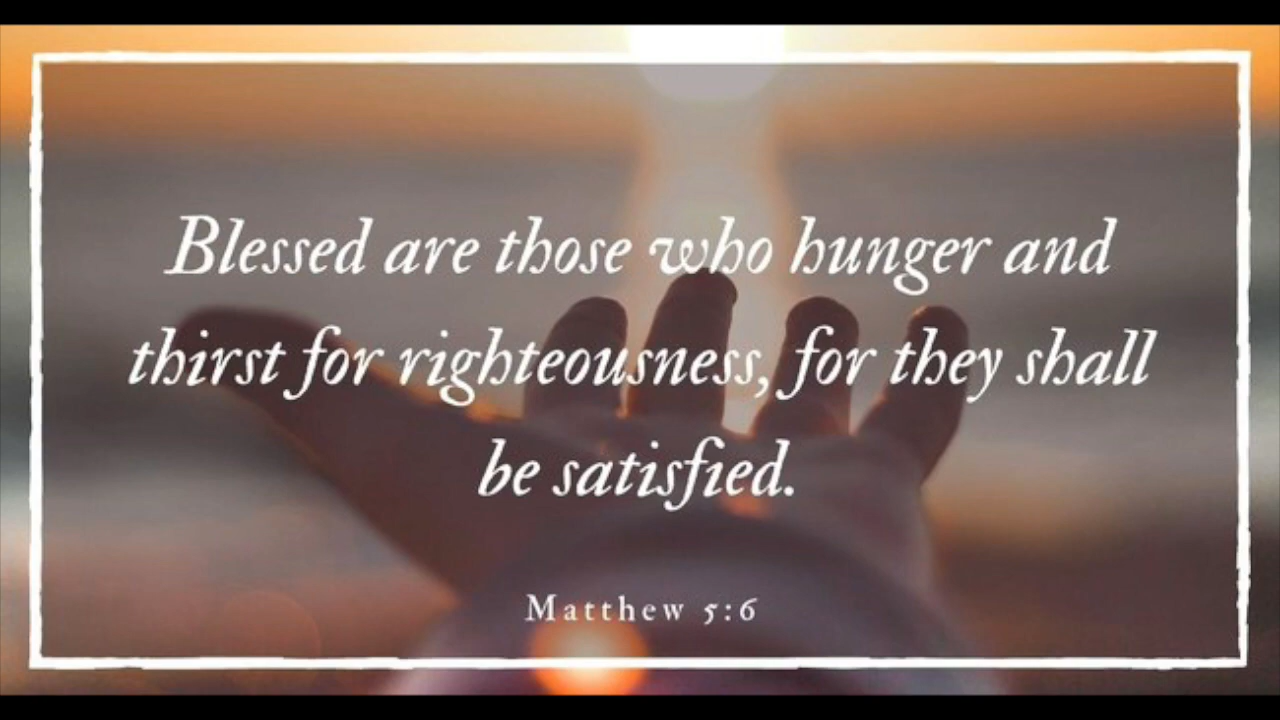 Blessed are those who hunger and
thirst for righteousness, for they shall
be satisfied.
Matthew 5:6